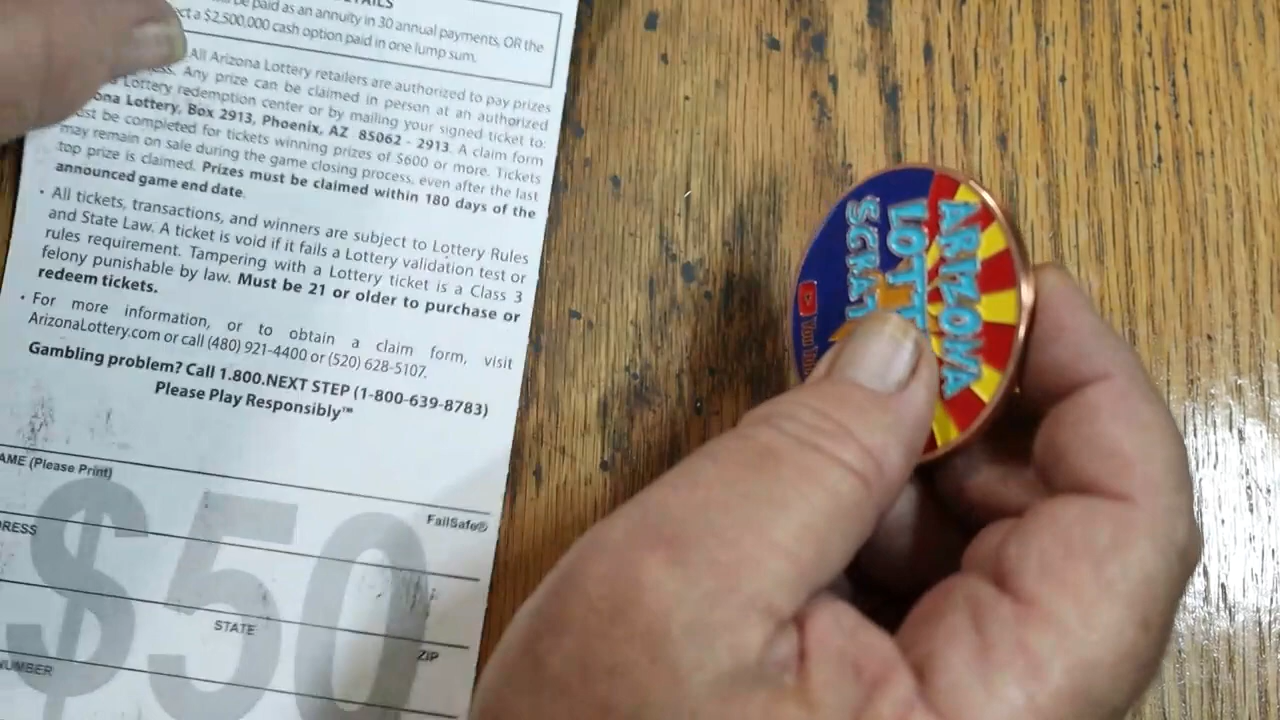 be paid as an annuity in 30 annual payments, OR the
a $2,500,000 cash option paid in one lump sum.
All Arizona Lottery retailers are authorized to pay prizes
Any prize can be claimed in person at an authorized
Lottery redemption center or by mailing your signed ticket to:
ona Lottery, Box 2913, Phoenix, AZ 85062 - 2913. A claim form
st be completed for tickets winning prizes of $600 or more. Tickets
may remain on sale during the game closing process, even after the last
top prize is claimed. Prizes must be claimed within 180 days of the
announced game end date.
• All tickets, transactions, and winners are subject to Lottery Rules
and State Law. A ticket is void if it fails a Lottery validation test or
rules requirement. Tampering with a Lottery ticket is a Class 3
felony punishable by law. Must be 21 or older to purchase or
redeem tickets.
• For more information, or to obtain a claim form, visit
ArizonaLottery.com or call (480) 921-4400 or (520) 628-5107.
Gambling problem? Call 1.800.NEXT STEP (1-800-639-8783)
Please Play Responsibly™
AME (Please Print)
FailSafe®
RESS
STATE
ZIP
NUMBER
$50
ARIZONA
LOTT
SCRAT
You